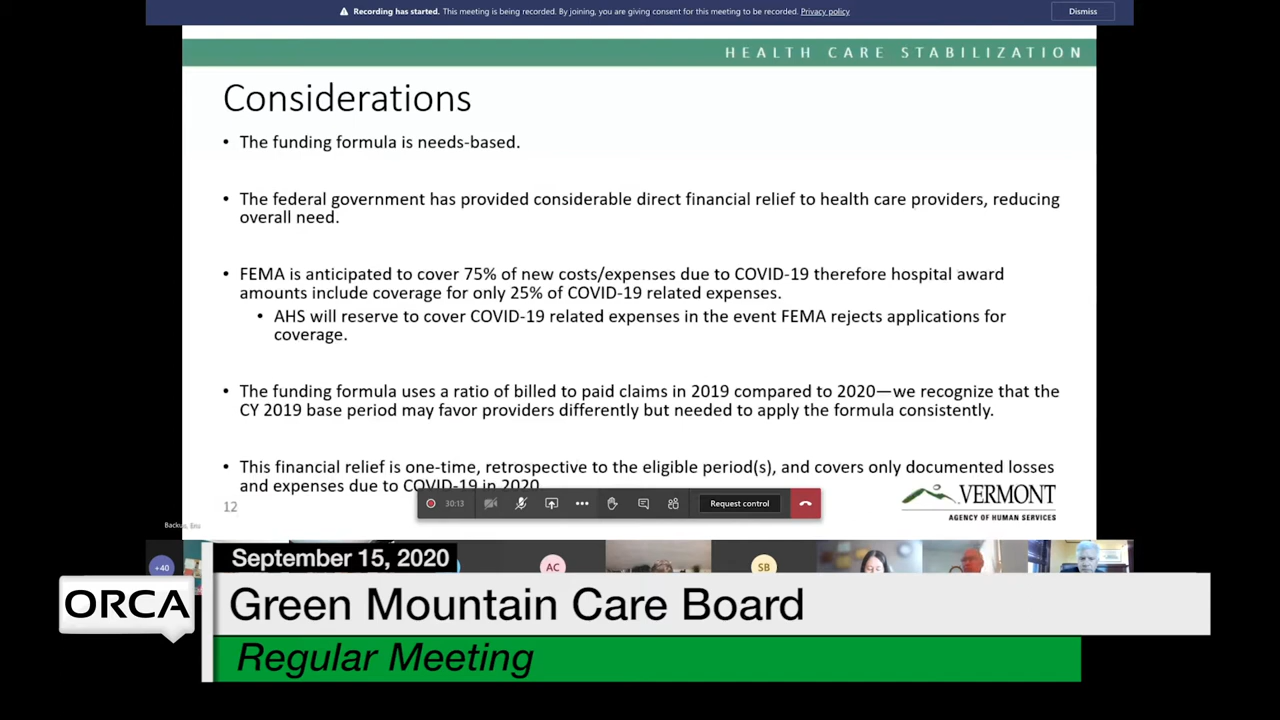 Recording has started. This meeting is being recorded. By joining, you are giving consent for this meeting to be recorded. Privacy policy
Dismiss
HEALTH CARE STABILIZATION
Considerations
• The funding formula is needs-based.
• The federal government has provided considerable direct financial relief to health care providers, reducing
overall need.
• FEMA is anticipated to cover 75% of new costs/expenses due to COVID-19 therefore hospital award
amounts include coverage for only 25% of COVID-19 related expenses.
• AHS will reserve to cover COVID-19 related expenses in the event FEMA rejects applications for
coverage.
• The funding formula uses a ratio of billed to paid claims in 2019 compared to 2020—we recognize that the
CY 2019 base period may favor providers differently but needed to apply the formula consistently.
• This financial relief is one-time, retrospective to the eligible period(s), and covers only documented losses
and expenses due to COVID-19 in 2020.
30:13
Request control
12
VERMONT
AGENCY OF HUMAN SERVICES
+40
AC
SB
September 15, 2020
ORCA
Green Mountain Care Board
Regular Meeting